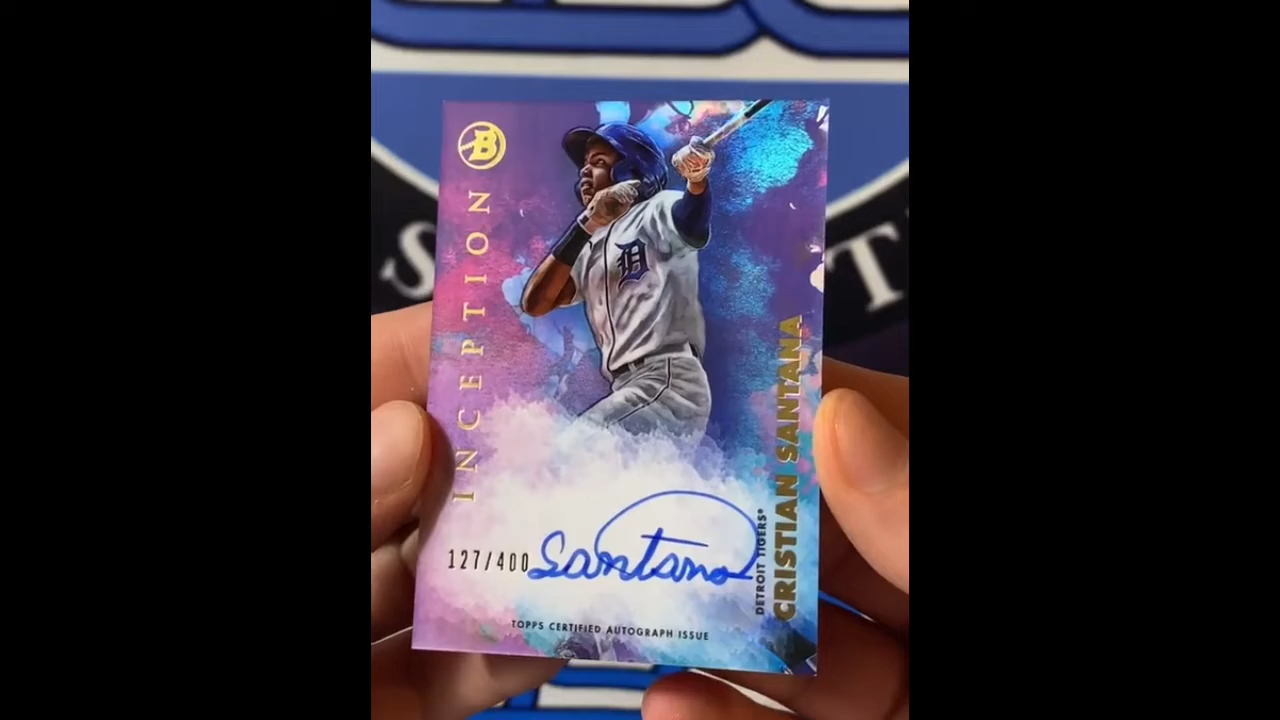 B
INCEPTION
D
CRISTIAN SANTANA
DETROIT TIGERS®
127/400
Santana
TOPPS CERTIFIED AUTOGRAPH ISSUE
S
T